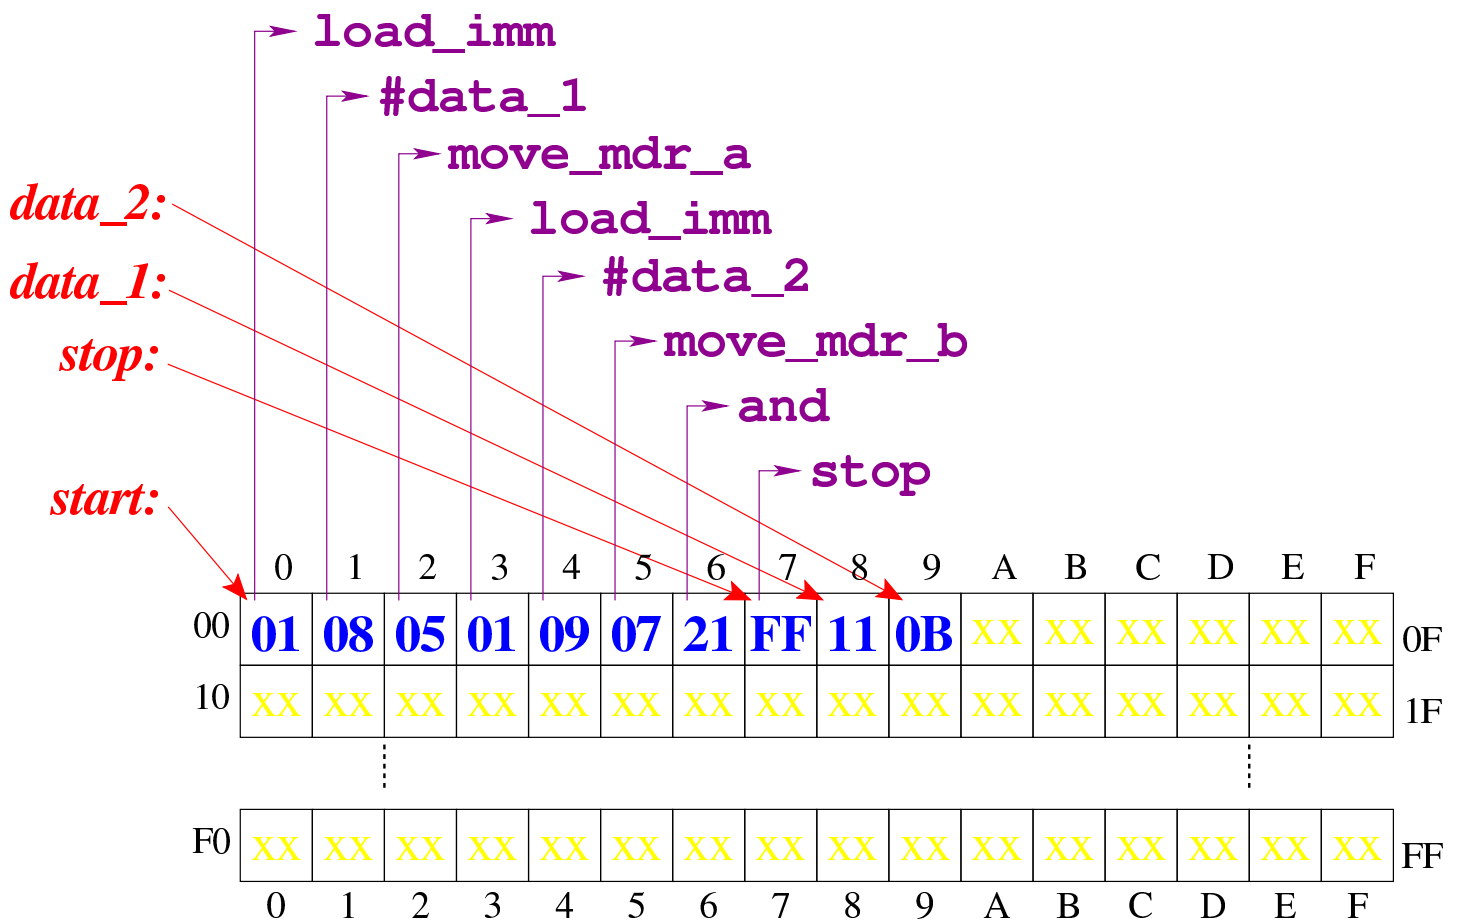 load_imm
#data_1
move_mdr_a
data_2:
load_imm
data_1:
#data_2
stop:
move_mdr_b
and
stop
start:
0 1 2 3 4 5 6 7 8 9 A B C D E F
00 01 08 05 01 09 07 21 FF 11 0B XX XX XX XX XX XX 0F
10 XX XX XX XX XX XX XX XX XX XX XX XX XX XX XX XX 1F
F0 XX XX XX XX XX XX XX XX XX XX XX XX XX XX XX XX FF
0 1 2 3 4 5 6 7 8 9 A B C D E F